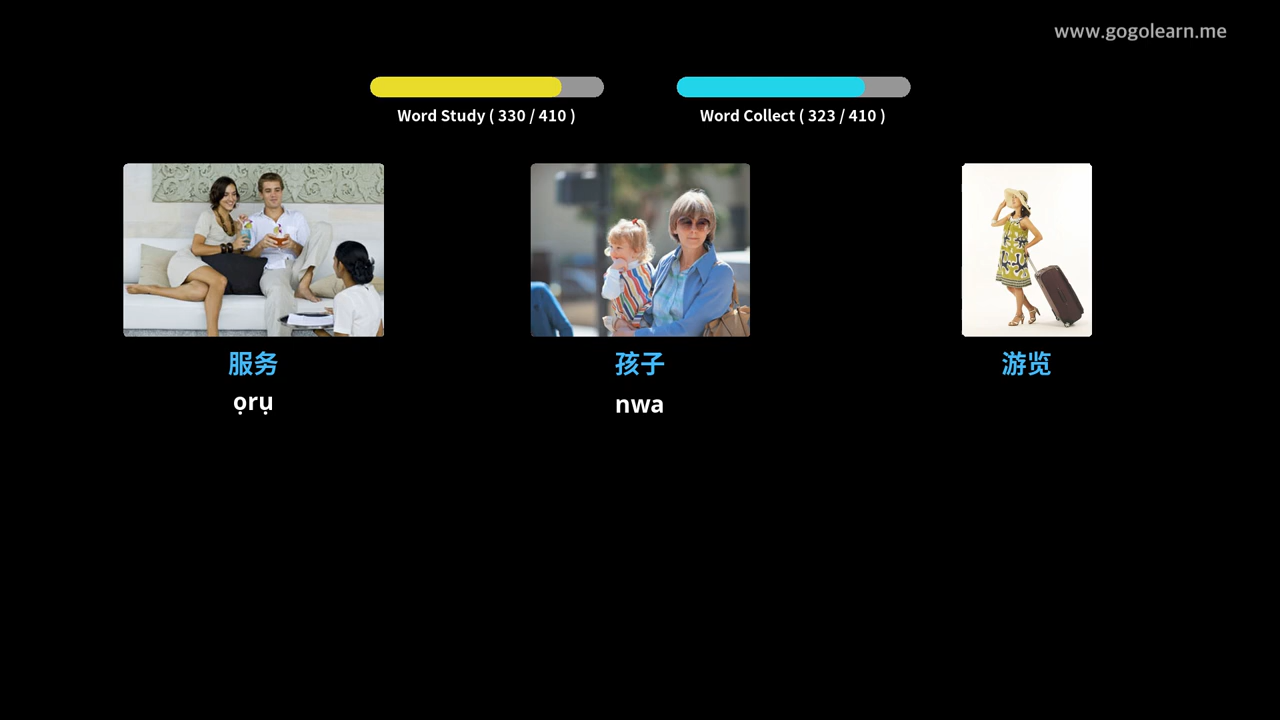 www.gogolearn.me
Word Study ( 330 / 410 )
Word Collect ( 323 / 410 )
服务
孩子
游览
ọrụ
nwa